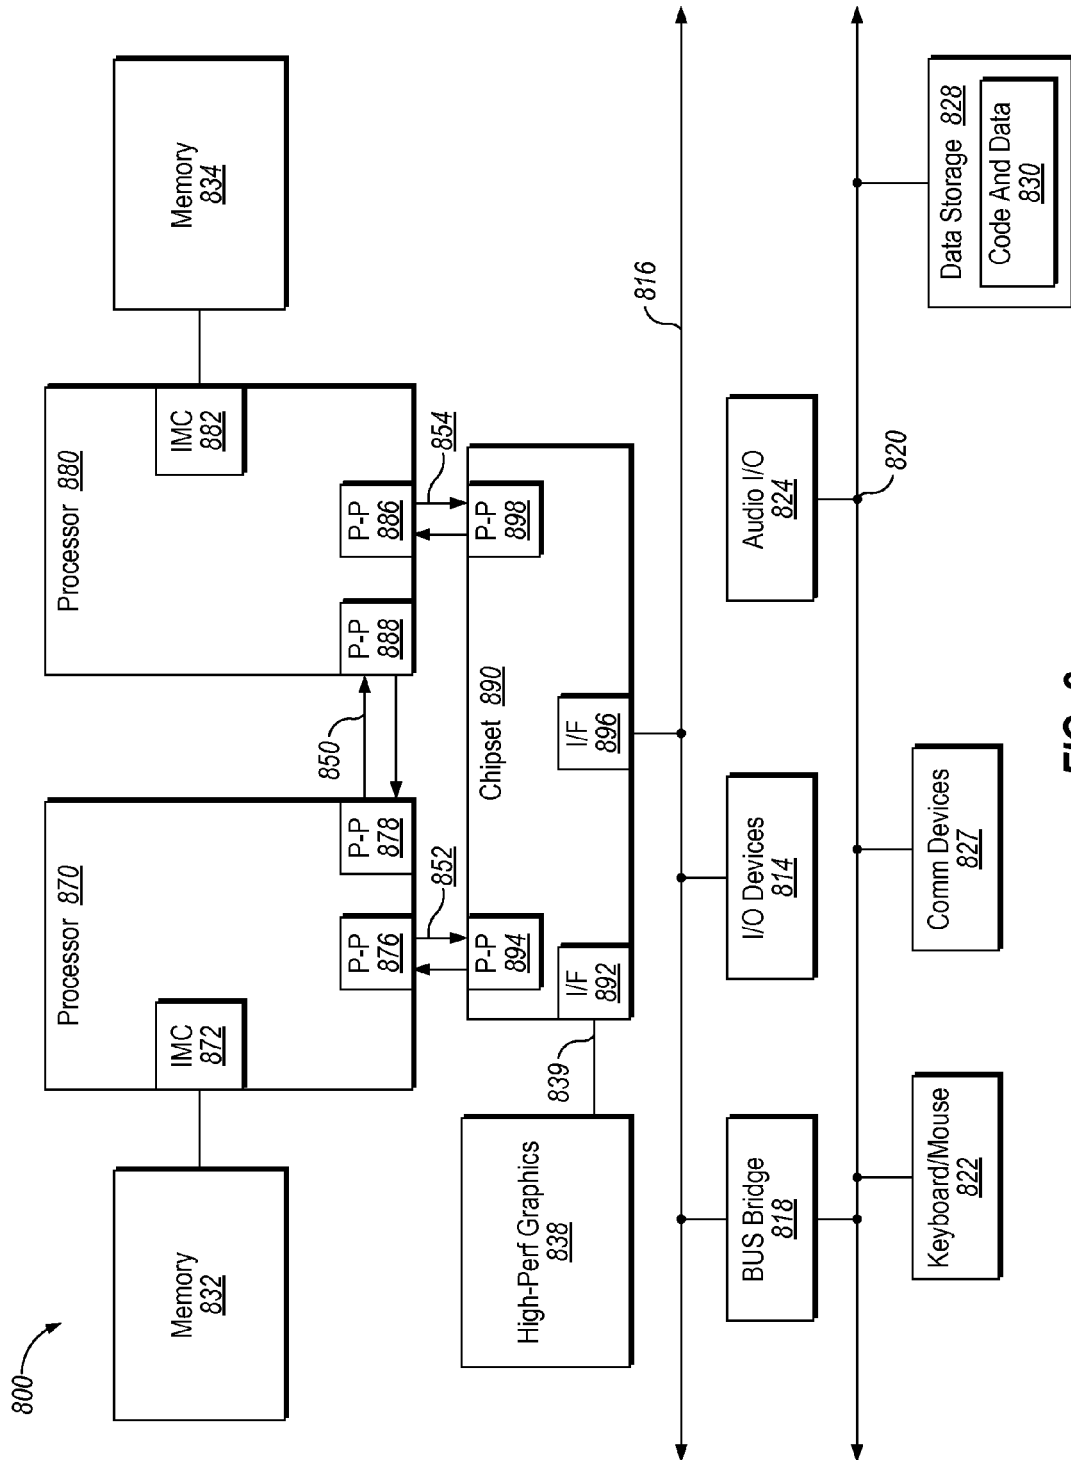 800
Memory
832
Processor 870
IMC
872
P-P
876
P-P
878
850
Processor 880
P-P
888
P-P
886
IMC
882
Memory
834
852
854
High-Perf Graphics
838
839
P-P
894
I/F
892
Chipset 890
I/F
896
P-P
898
816
BUS Bridge
818
I/O Devices
814
Audio I/O
824
820
Keyboard/Mouse
822
Comm Devices
827
Data Storage 828
Code And Data
830